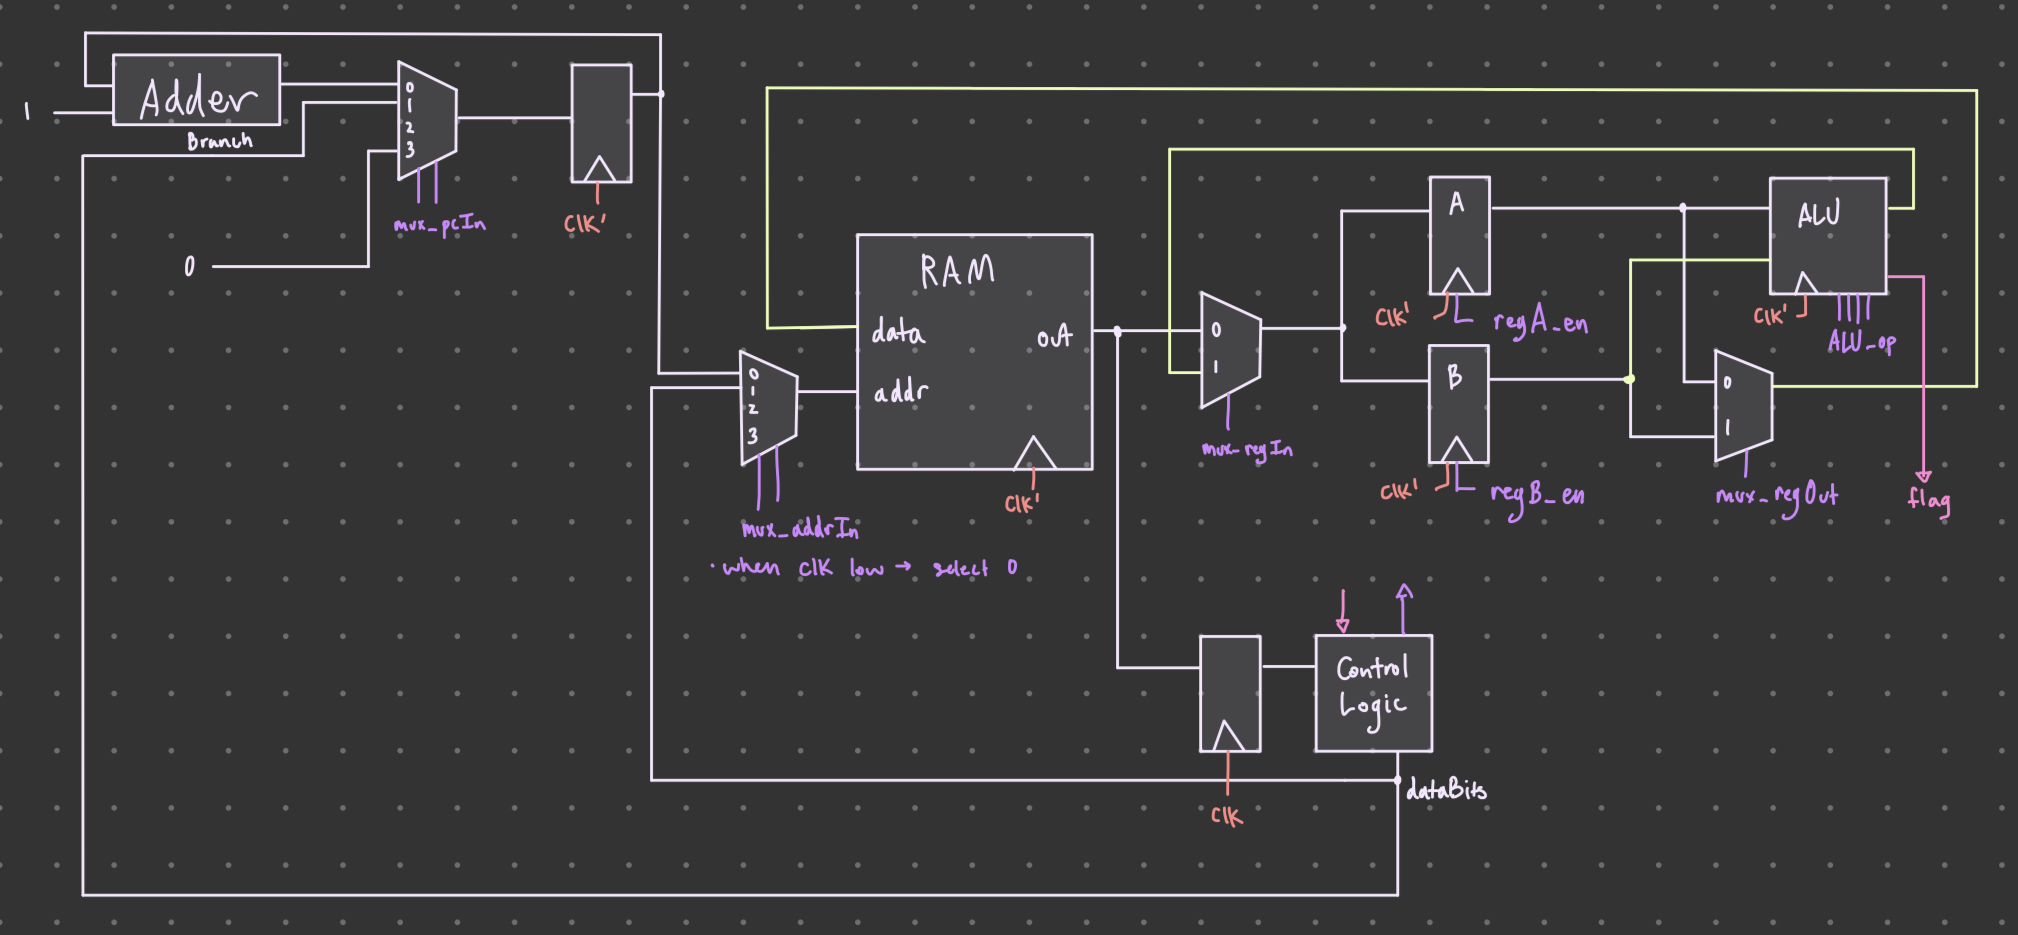 1
Adder
Branch
0
1
2
3
mux_pcIn
0
clk'
RAM
data
addr
out
clk'
0
1
2
3
mux_addrIn
· when clk low → select 0
0
1
mux_regIn
A
clk'
regA_en
B
clk'
regB_en
ALU
clk'
ALU_op
0
1
mux_regOut
flag
Control
Logic
clk
dataBits